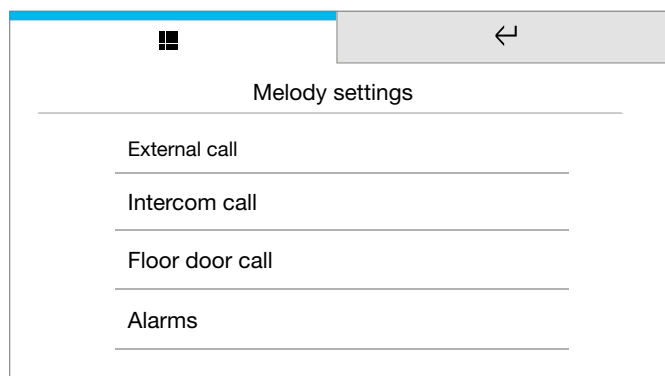 Melody settings
External call
Intercom call
Floor door call
Alarms